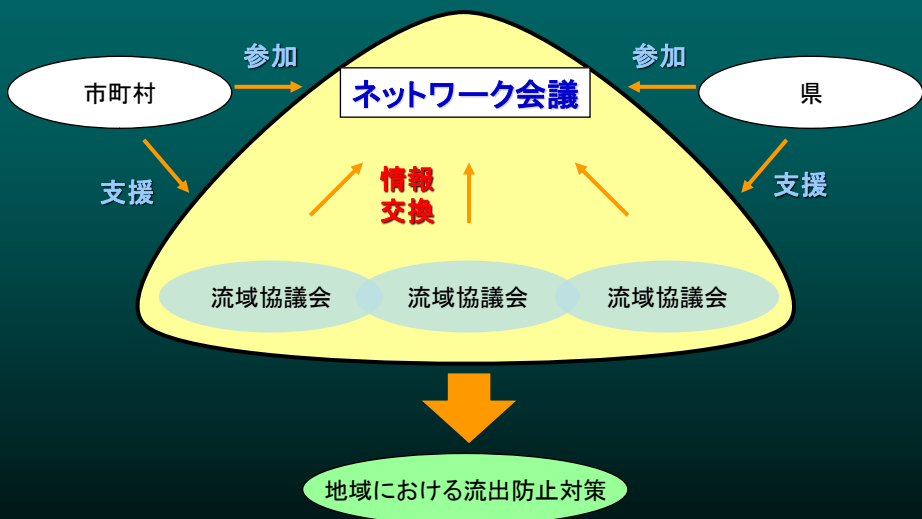 参加
参加
市町村
ネットワーク会議
県
支援
情報
交換
支援
流域協議会
流域協議会
流域協議会
地域における流出防止対策